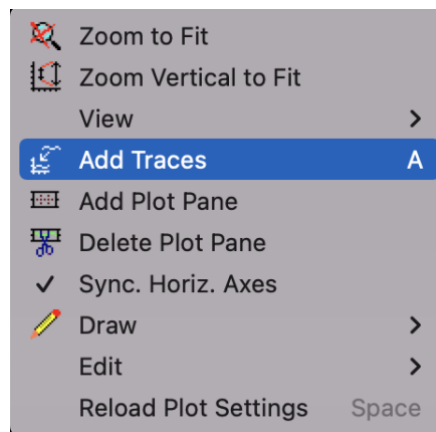 Zoom to Fit
Zoom Vertical to Fit
View
Add Traces A
Add Plot Pane
Delete Plot Pane
Sync. Horiz. Axes
Draw
Edit
Reload Plot Settings Space